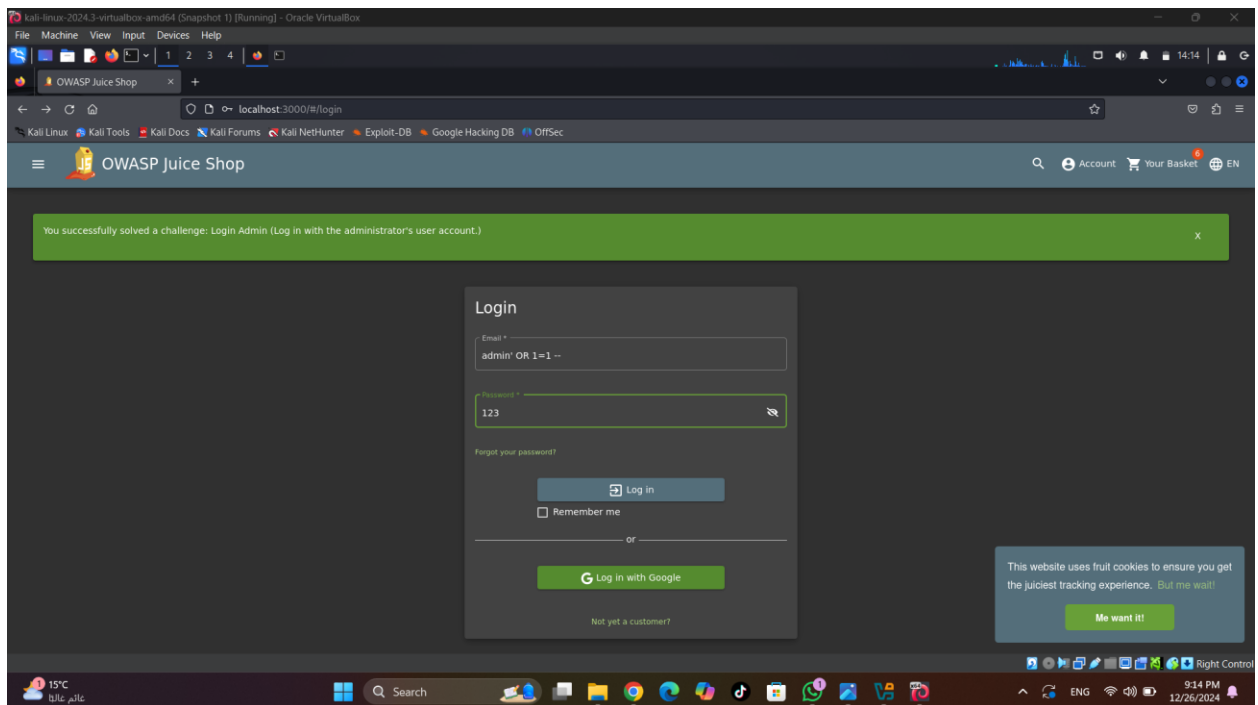 kali-linux-2024.3-virtualbox-amd64 (Snapshot 1) [Running] - Oracle VirtualBox
File Machine View Input Devices Help
1 2 3 4
14:14
OWASP Juice Shop
localhost:3000/#/login
Kali Linux Kali Tools Kali Docs Kali Forums Kali NetHunter Exploit-DB Google Hacking DB OffSec
OWASP Juice Shop
Account Your Basket 6 EN
You successfully solved a challenge: Login Admin (Log in with the administrator's user account.)
X
Login
Email *
admin' OR 1=1 --
Password *
123
Forgot your password?
Log in
Remember me
or
Log in with Google
Not yet a customer?
This website uses fruit cookies to ensure you get
the juiciest tracking experience. But me wait!
Me want it!
Right Control
1
15°C
غائم غالبًا
Search
1
ENG
9:14 PM
12/26/2024